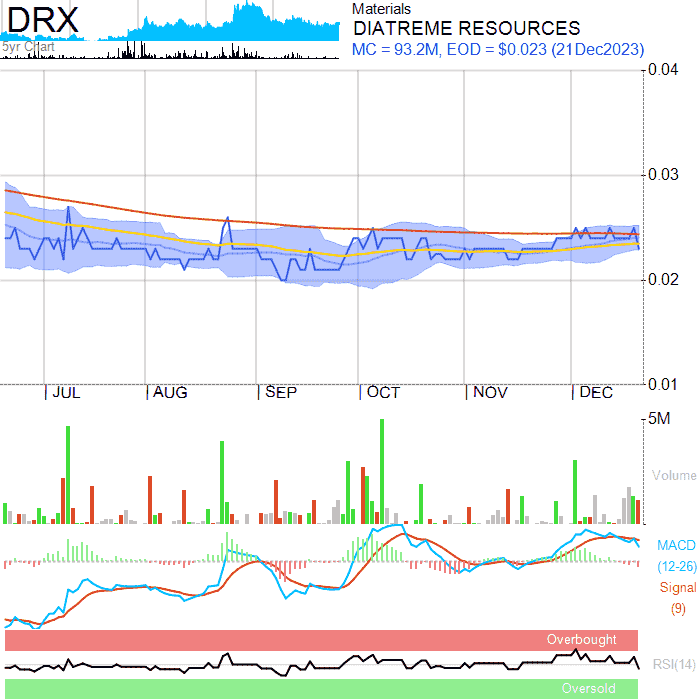 DRX
5yr Chart
Materials
DIATREME RESOURCES
MC = 93.2M, EOD = $0.023 (21Dec2023)
0.04
0.03
0.02
0.01
JUL AUG SEP OCT NOV DEC
5M
Volume
MACD
(12-26)
Signal
(9)
Overbought
RSI(14)
Oversold